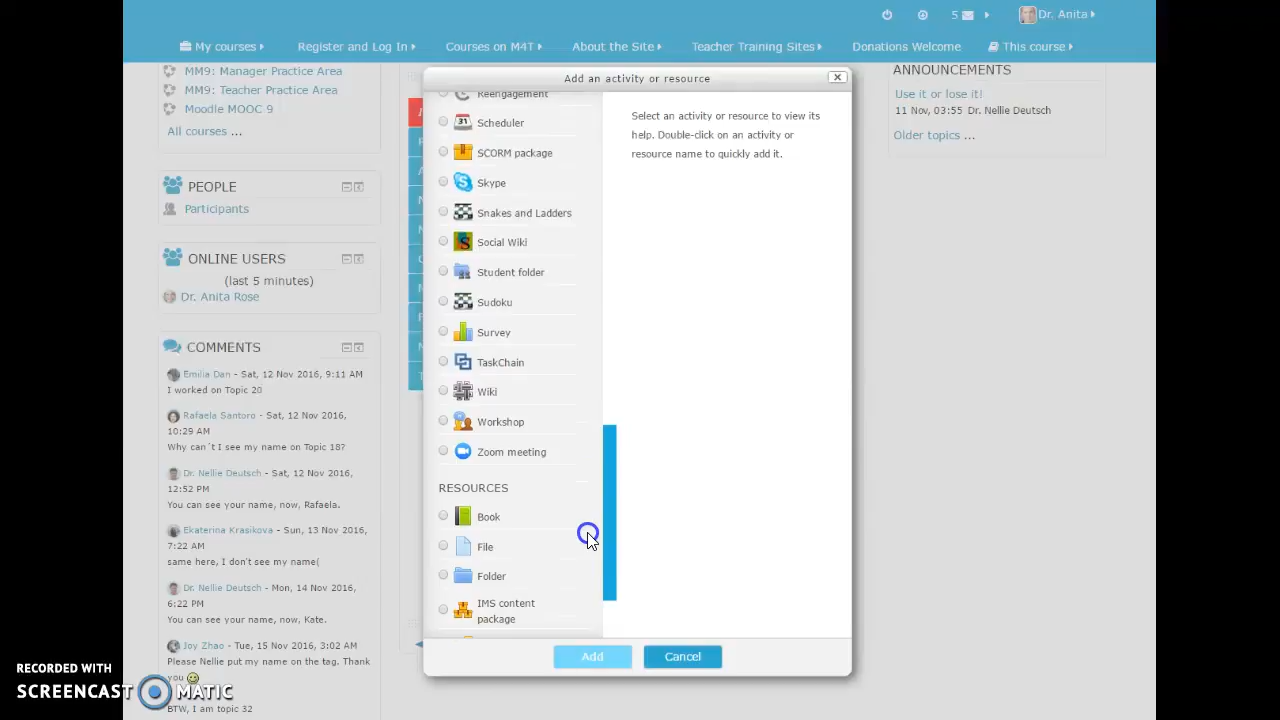 5
Dr. Anita
My courses
Register and Log In
Courses on M4T
About the Site
Teacher Training Sites
Donations Welcome
This course
MM9: Manager Practice Area
MM9: Teacher Practice Area
Moodle MOOC 9
All courses ...
PEOPLE
Participants
ONLINE USERS
(last 5 minutes)
Dr. Anita Rose
COMMENTS
Emilia Dan - Sat, 12 Nov 2016, 9:11 AM
I worked on Topic 20
Rafaela Santoro - Sat, 12 Nov 2016,
10:29 AM
Why can´t I see my name on Topic 18?
Dr. Nellie Deutsch - Sat, 12 Nov 2016,
12:52 PM
You can see your name, now, Rafaela.
Ekaterina Krasikova - Sun, 13 Nov 2016,
7:22 AM
same here, I don't see my name(
Dr. Nellie Deutsch - Mon, 14 Nov 2016,
6:22 PM
You can see your name, now, Kate.
Joy Zhao - Tue, 15 Nov 2016, 3:02 AM
Please Nellie put my name on the tag. Thank
you
BTW, I am topic 32
Add an activity or resource
Reengagement
31
Scheduler
SCORM package
Skype
Snakes and Ladders
Social Wiki
Student folder
Sudoku
Survey
TaskChain
Wiki
Workshop
Zoom meeting
RESOURCES
Book
File
Folder
IMS content
package
Select an activity or resource to view its
help. Double-click on an activity or
resource name to quickly add it.
Add
Cancel
ANNOUNCEMENTS
Use it or lose it!
11 Nov, 03:55 Dr. Nellie Deutsch
Older topics ...
RECORDED WITH
SCREENCAST MATIC